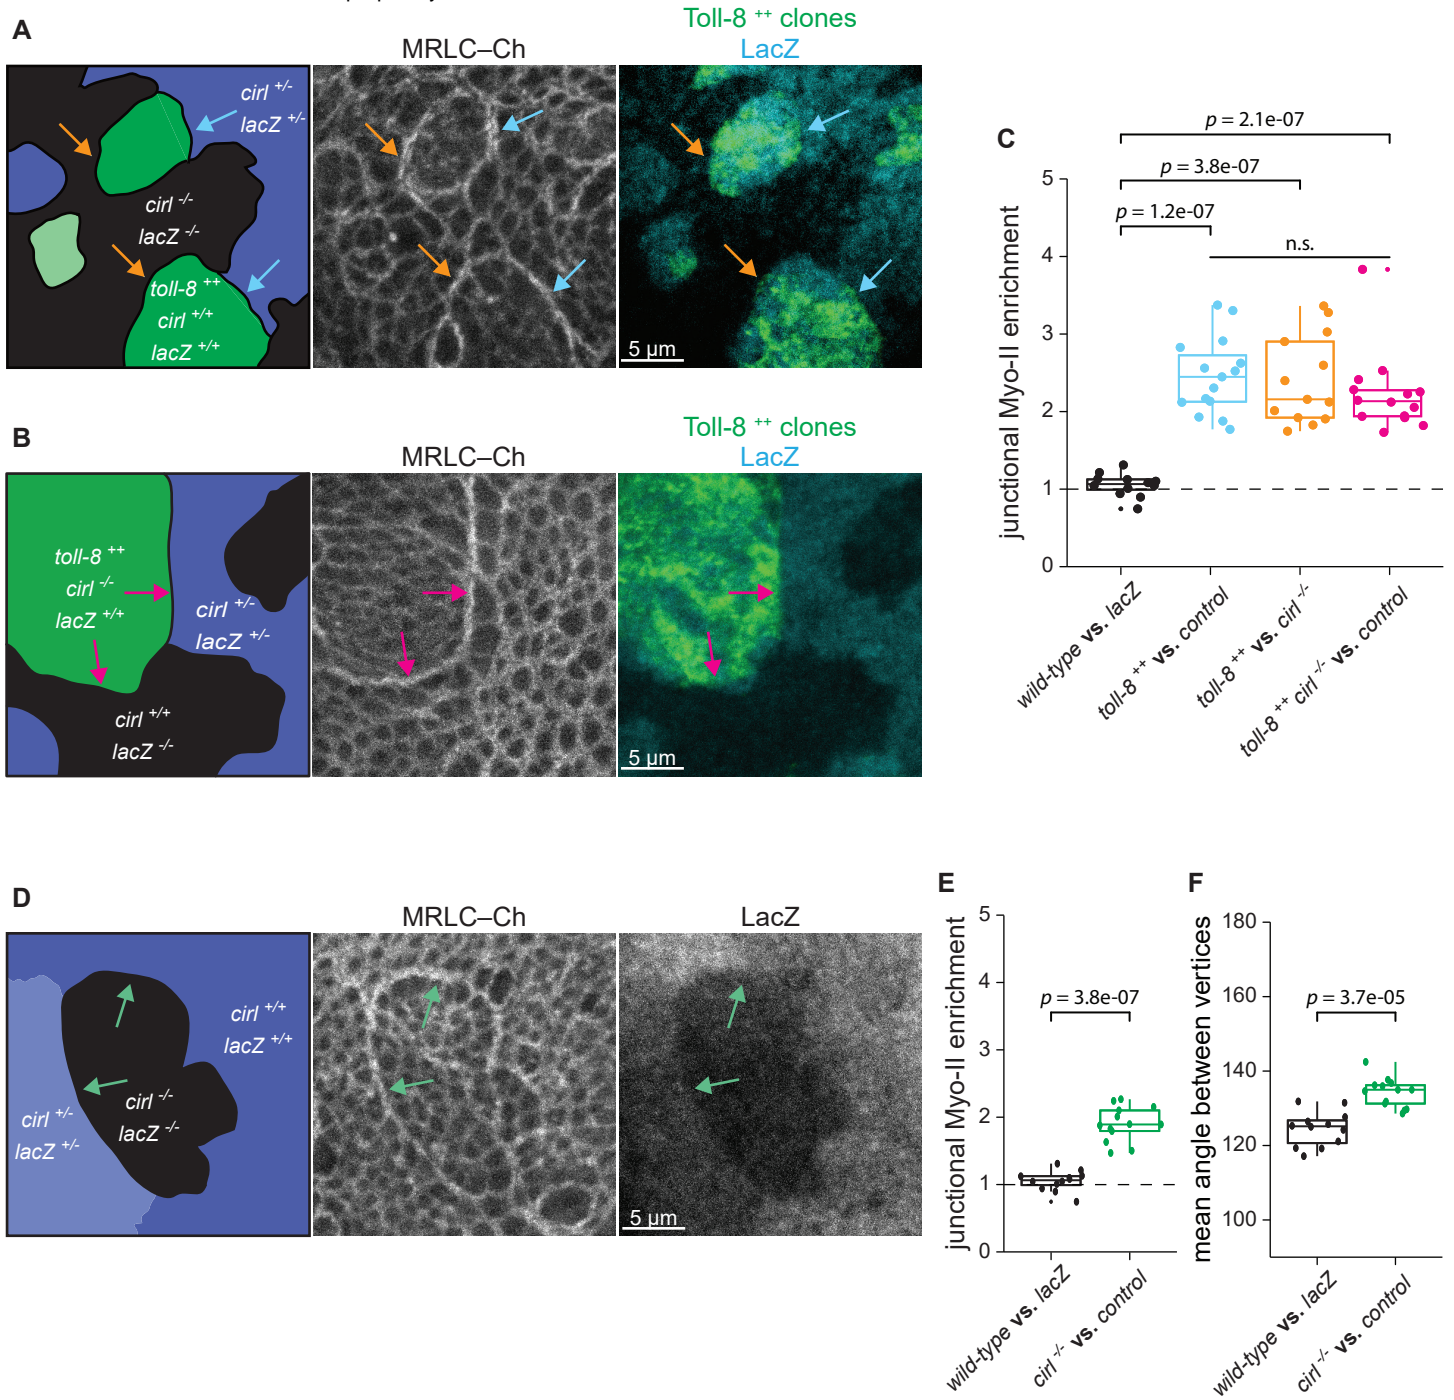 A
Toll-8 ++ clones
MRLC–Ch
LacZ
cirl +/-
lacZ +/-
cirl -/-
lacZ -/-
toll-8 ++
cirl +/+
lacZ +/+
5 µm
B
Toll-8 ++ clones
MRLC–Ch
LacZ
toll-8 ++
cirl -/-
lacZ +/+
cirl +/-
lacZ +/-
cirl +/+
lacZ -/-
5 µm
C
p = 2.1e-07
p = 3.8e-07
p = 1.2e-07
n.s.
junctional Myo-II enrichment
5
4
3
2
1
0
wild-type vs. lacZ
toll-8 ++ vs. control
toll-8 ++ vs. cirl -/-
toll-8 ++ cirl -/- vs. control
D
MRLC–Ch
LacZ
cirl +/+
lacZ +/+
cirl -/-
lacZ -/-
cirl +/-
lacZ +/-
5 µm
E
junctional Myo-II enrichment
5
4
3
2
1
0
p = 3.8e-07
wild-type vs. lacZ
cirl -/- vs. control
F
mean angle between vertices
180
160
140
120
100
p = 3.7e-05
wild-type vs. lacZ
cirl -/- vs. control